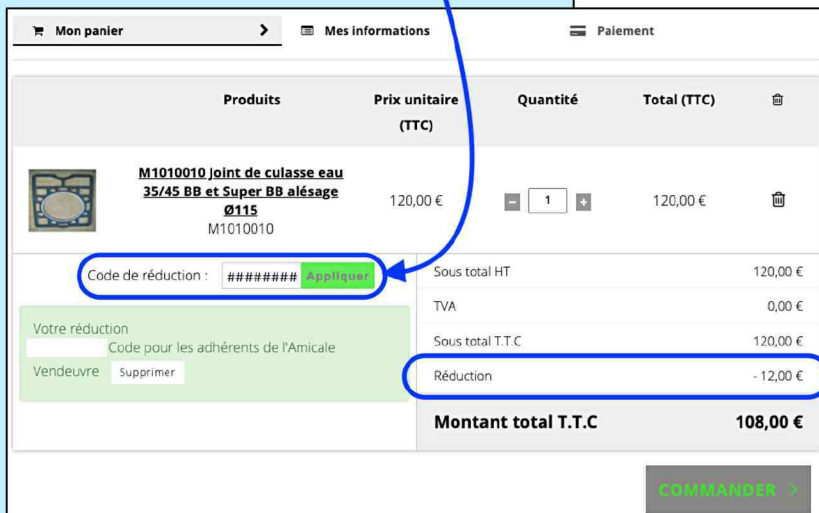 Mon panier
Mes informations
Paiement
Produits
Prix unitaire
(TTC)
Quantité
Total (TTC)
M1010010 Joint de culasse eau
35/45 BB et Super BB alésage
Ø115
M1010010
120,00 €
- 1 +
120,00 €
Code de réduction : ######## Appliquer
Votre réduction
Code pour les adhérents de l'Amicale
Vendeuvre Supprimer
Sous total HT 120,00 €
TVA 0,00 €
Sous total T.T.C 120,00 €
Réduction - 12,00 €
Montant total T.T.C 108,00 €
COMMANDER >